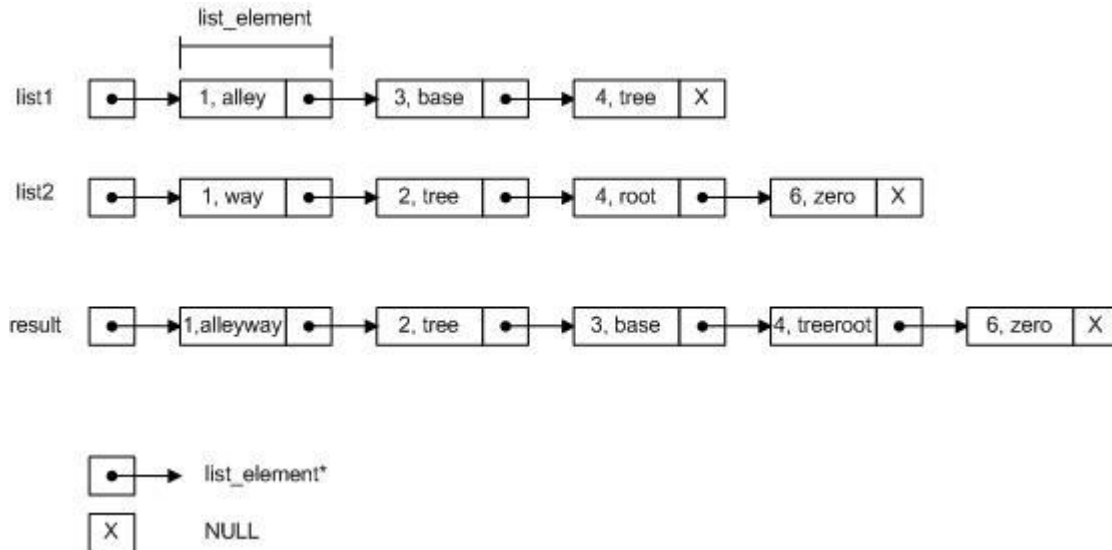 list_element
list1 1, alley 3, base 4, tree X
list2 1, way 2, tree 4, root 6, zero X
result 1,alleyway 2, tree 3, base 4, treeroot 6, zero X
list_element*
X NULL